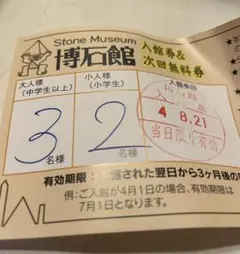 Stone Museum
博石館
入館券&
次回無料券
大人様
(中学生以上)
小人様
(小学生)
3
名様
2
名様
4 8.21
当日限り有効
有効期限:
された翌日から3ヶ月後の
例:ご入館が4月1日の場合、有効期限は
7月1日となります。